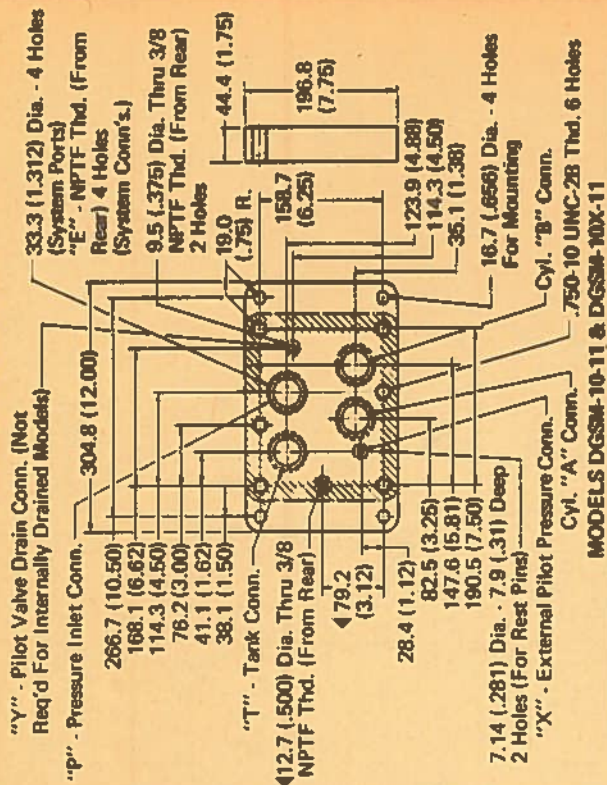 "Y" - Pilot Valve Drain Conn. (Not
Req'd For Internally Drained Models)
"P" - Pressure Inlet Conn.
304.8 (12.00)
266.7 (10.50)
168.1 (6.62)
114.3 (4.50)
76.2 (3.00)
41.1 (1.62)
38.1 (1.50)
33.3 (1.312) Dia. - 4 Holes
(System Ports)
"E" - NPTF Thd. (From
Rear) 4 Holes
(System Conn's.)
9.5 (.375) Dia. Thru 3/8
NPTF Thd. (From Rear)
2 Holes
19.0
(.75) R.
44.4 (1.75)
196.8
(7.75)
158.7
(6.25)
123.9 (4.88)
114.3 (4.50)
35.1 (1.38)
"T" - Tank Conn.
◀12.7 (.500) Dia. Thru 3/8
NPTF Thd. (From Rear)
◀79.2
(3.12)
28.4 (1.12)
82.5 (3.25)
147.6 (5.81)
190.5 (7.50)
16.7 (.656) Dia. - 4 Holes
For Mounting
7.14 (.281) Dia. - 7.9 (.31) Deep
2 Holes (For Rest Pins)
"X" - External Pilot Pressure Conn.
Cyl. "A" Conn.
Cyl. "B" Conn.
.750-10 UNC-2B Thd. 6 Holes
MODELS DGSM-10-11 & DGSM-10X-11